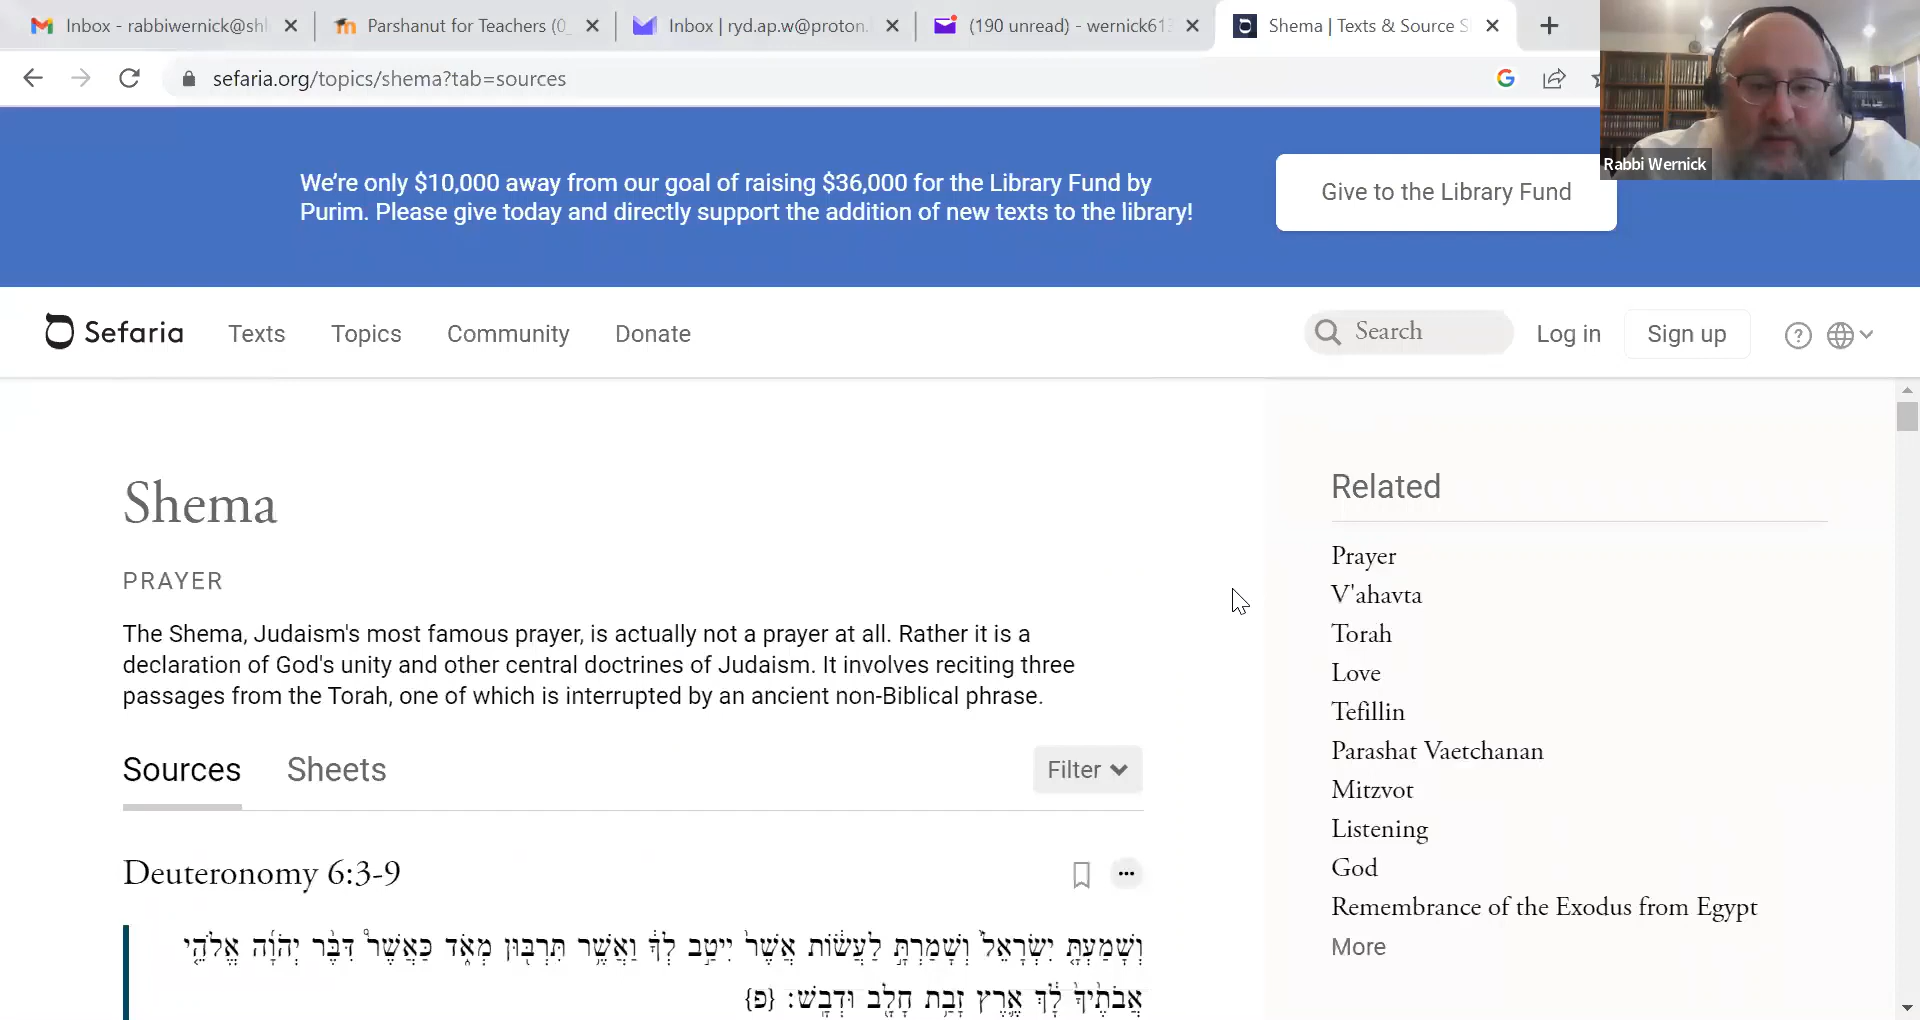 Inbox - rabbiwernick@sh
Parshanut for Teachers (0_
Inbox | ryd.ap.w@proton.
(190 unread) - wernick613
Shema | Texts & Source S
sefaria.org/topics/shema?tab=sources
Rabbi Wernick
We're only $10,000 away from our goal of raising $36,000 for the Library Fund by
Purim. Please give today and directly support the addition of new texts to the library!
Give to the Library Fund
Sefaria
Texts
Topics
Community
Donate
Search
Log in
Sign up
Shema
PRAYER
The Shema, Judaism's most famous prayer, is actually not a prayer at all. Rather it is a
declaration of God's unity and other central doctrines of Judaism. It involves reciting three
passages from the Torah, one of which is interrupted by an ancient non-Biblical phrase.
Sources
Sheets
Filter
Deuteronomy 6:3-9
וְשָׁמַעְתָּ֤ יִשְׂרָאֵל֙ וְשָׁמַרְתָּ֣ לַעֲשׂ֔וֹת אֲשֶׁר֙ יִיטַ֣ב לְךָ֔ וַאֲשֶׁ֥ר תִּרְבּ֖וּן מְאֹ֑ד כַּאֲשֶׁר֩ דִּבֶּ֨ר יְהֹוָ֜ה אֱלֹהֵ֤י
אֲבֹתֶ֙יךָ֙ לָ֔ךְ אֶ֛רֶץ זָבַ֥ת חָלָ֖ב וּדְבָֽשׁ׃ {פ}
Related
Prayer
V'ahavta
Torah
Love
Tefillin
Parashat Vaetchanan
Mitzvot
Listening
God
Remembrance of the Exodus from Egypt
More